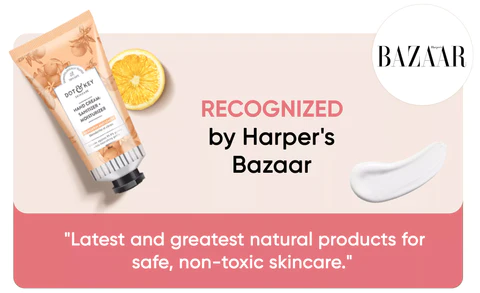 BAZAAR
DOT & KEY
HAND CREAM
SANITISER +
MOISTURIZER
RECOGNIZED
by Harper's
Bazaar
"Latest and greatest natural products for
safe, non-toxic skincare."